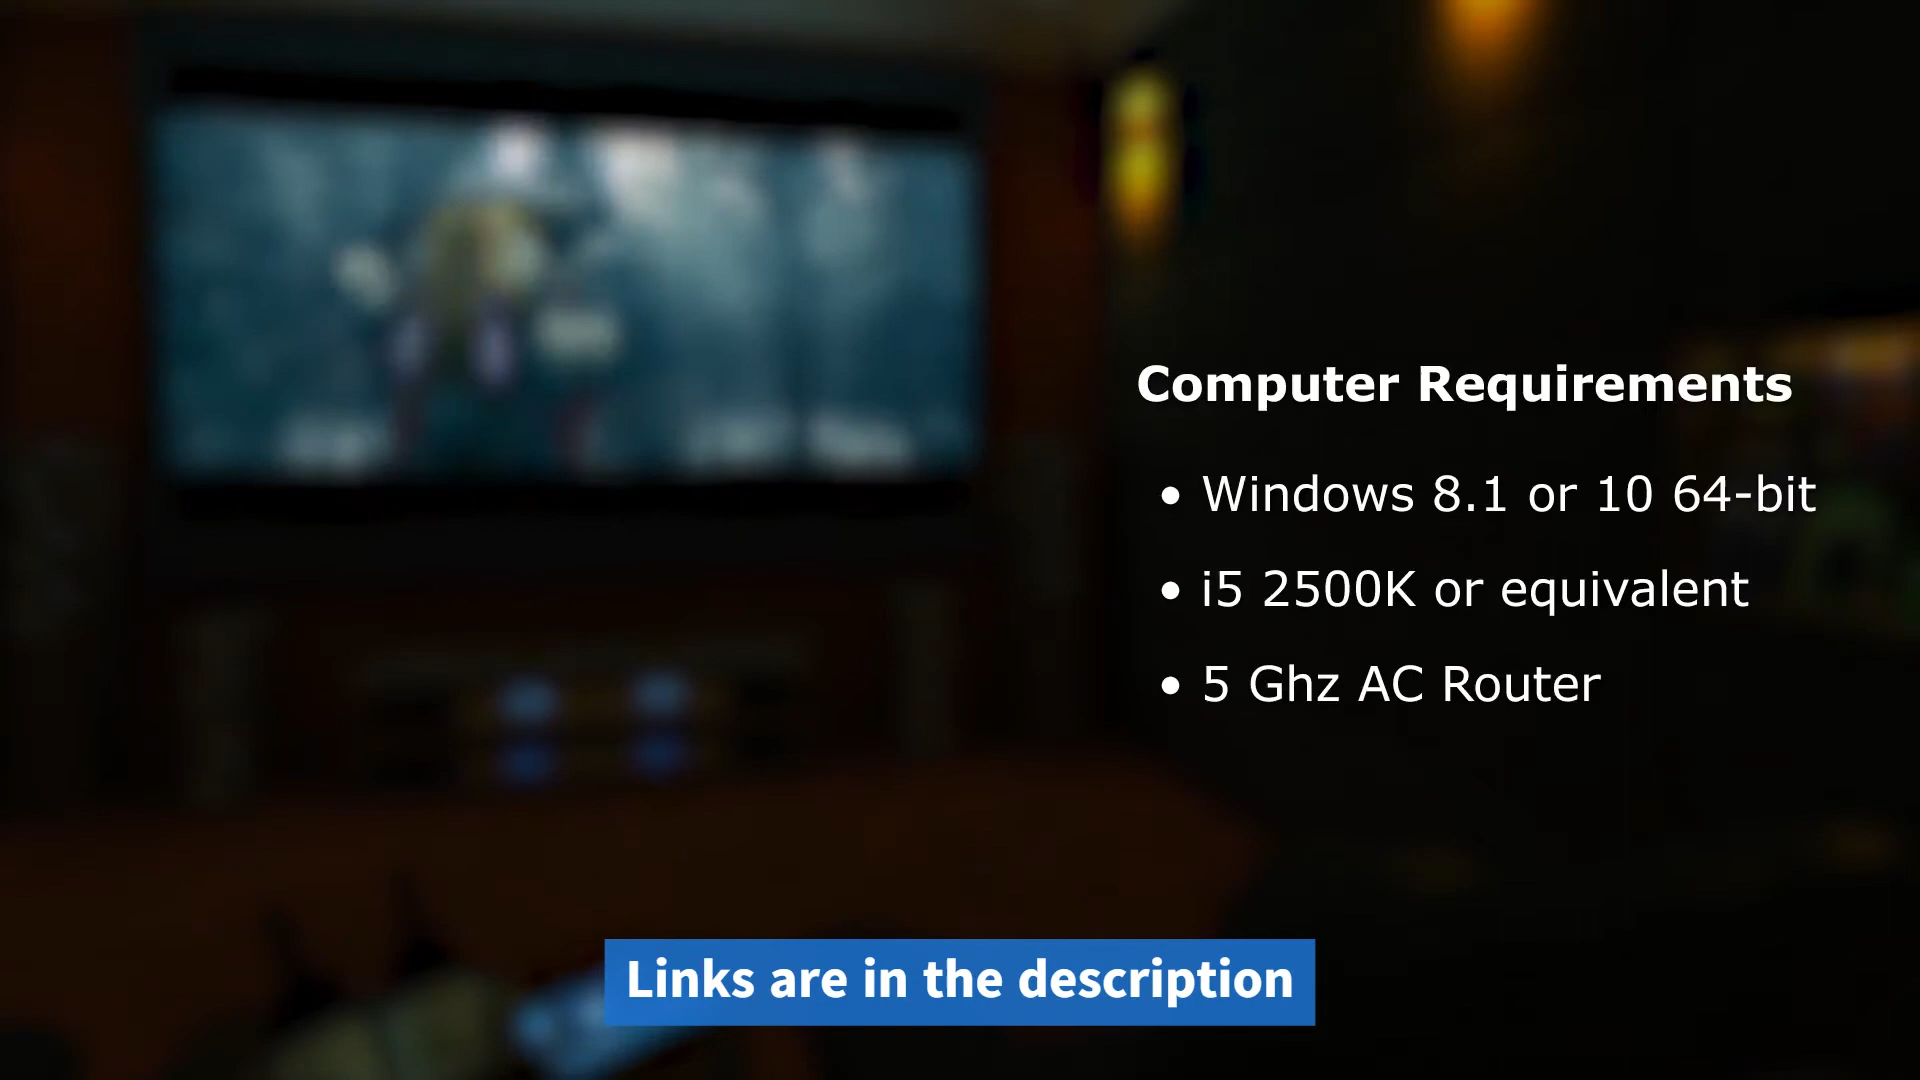 Computer Requirements
• Windows 8.1 or 10 64-bit
• i5 2500K or equivalent
• 5 Ghz AC Router
Links are in the description